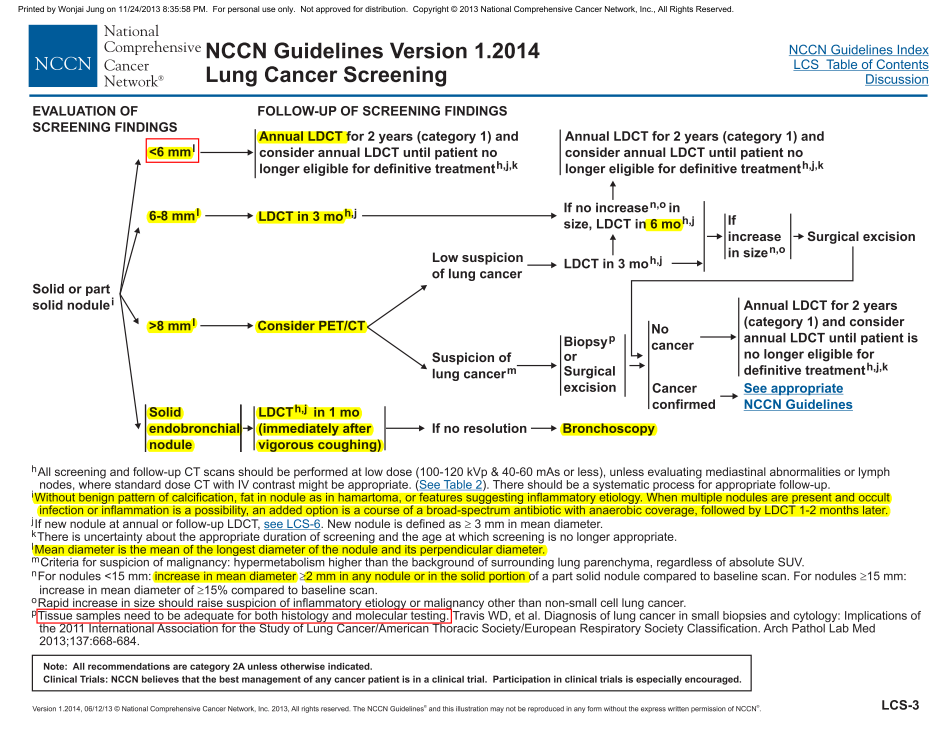 Printed by Wonjai Jung on 11/24/2013 8:35:58 PM. For personal use only. Not approved for distribution. Copyright © 2013 National Comprehensive Cancer Network, Inc., All Rights Reserved.
NCCN
National
Comprehensive
Cancer
Network®
NCCN Guidelines Version 1.2014
Lung Cancer Screening
NCCN Guidelines Index
LCS Table of Contents
Discussion
EVALUATION OF
SCREENING FINDINGS
FOLLOW-UP OF SCREENING FINDINGS
Solid or part
solid nodule i
<6 mm l
Annual LDCT for 2 years (category 1) and
consider annual LDCT until patient no
longer eligible for definitive treatment h,j,k
Annual LDCT for 2 years (category 1) and
consider annual LDCT until patient no
longer eligible for definitive treatment h,j,k
6-8 mm l
LDCT in 3 mo h,j
If no increase n,o in
size, LDCT in 6 mo h,j
If
increase
in size n,o
Surgical excision
>8 mm l
Consider PET/CT
Low suspicion
of lung cancer
LDCT in 3 mo h,j
Suspicion of
lung cancer m
Biopsy p
or
Surgical
excision
No
cancer
Annual LDCT for 2 years
(category 1) and consider
annual LDCT until patient is
no longer eligible for
definitive treatment h,j,k
Cancer
confirmed
See appropriate
NCCN Guidelines
Solid
endobronchial
nodule
LDCT h,j in 1 mo
(immediately after
vigorous coughing)
If no resolution
Bronchoscopy
h All screening and follow-up CT scans should be performed at low dose (100-120 kVp & 40-60 mAs or less), unless evaluating mediastinal abnormalities or lymph
nodes, where standard dose CT with IV contrast might be appropriate. (See Table 2). There should be a systematic process for appropriate follow-up.
i Without benign pattern of calcification, fat in nodule as in hamartoma, or features suggesting inflammatory etiology. When multiple nodules are present and occult
infection or inflammation is a possibility, an added option is a course of a broad-spectrum antibiotic with anaerobic coverage, followed by LDCT 1-2 months later.
j If new nodule at annual or follow-up LDCT, see LCS-6. New nodule is defined as ≥ 3 mm in mean diameter.
k There is uncertainty about the appropriate duration of screening and the age at which screening is no longer appropriate.
l Mean diameter is the mean of the longest diameter of the nodule and its perpendicular diameter.
m Criteria for suspicion of malignancy: hypermetabolism higher than the background of surrounding lung parenchyma, regardless of absolute SUV.
n For nodules <15 mm: increase in mean diameter ≥2 mm in any nodule or in the solid portion of a part solid nodule compared to baseline scan. For nodules ≥15 mm:
increase in mean diameter of ≥15% compared to baseline scan.
o Rapid increase in size should raise suspicion of inflammatory etiology or malignancy other than non-small cell lung cancer.
p Tissue samples need to be adequate for both histology and molecular testing. Travis WD, et al. Diagnosis of lung cancer in small biopsies and cytology: Implications of
the 2011 International Association for the Study of Lung Cancer/American Thoracic Society/European Respiratory Society Classification. Arch Pathol Lab Med
2013;137:668-684.
Note: All recommendations are category 2A unless otherwise indicated.
Clinical Trials: NCCN believes that the best management of any cancer patient is in a clinical trial. Participation in clinical trials is especially encouraged.
Version 1.2014, 06/12/13 © National Comprehensive Cancer Network, Inc. 2013, All rights reserved. The NCCN Guidelines® and this illustration may not be reproduced in any form without the express written permission of NCCN®.
LCS-3